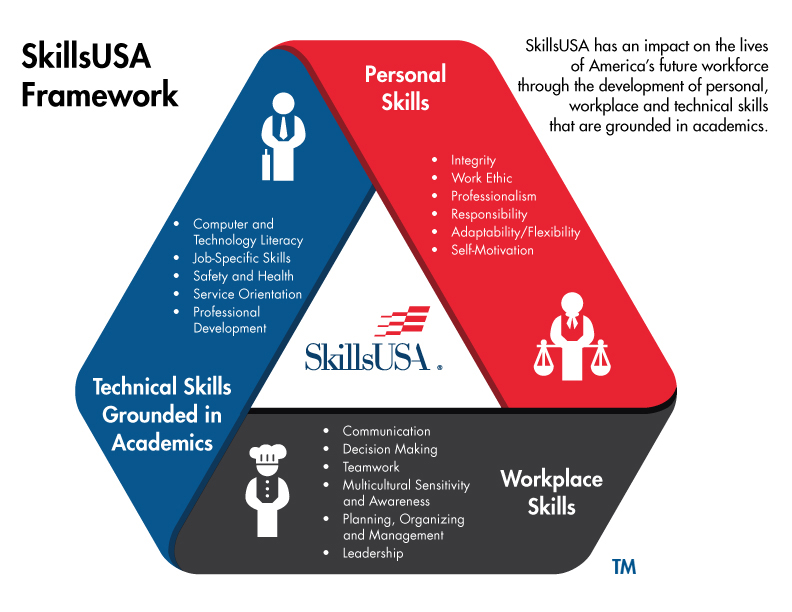 SkillsUSA
Framework
SkillsUSA has an impact on the lives
of America's future workforce
through the development of personal,
workplace and technical skills
that are grounded in academics.
Personal
Skills
• Integrity
• Work Ethic
• Professionalism
• Responsibility
• Adaptability/Flexibility
• Self-Motivation
• Computer and
Technology Literacy
• Job-Specific Skills
• Safety and Health
• Service Orientation
• Professional
Development
Technical Skills
Grounded in
Academics
SkillsUSA®
• Communication
• Decision Making
• Teamwork
• Multicultural Sensitivity
and Awareness
• Planning, Organizing
and Management
• Leadership
Workplace
Skills
TM